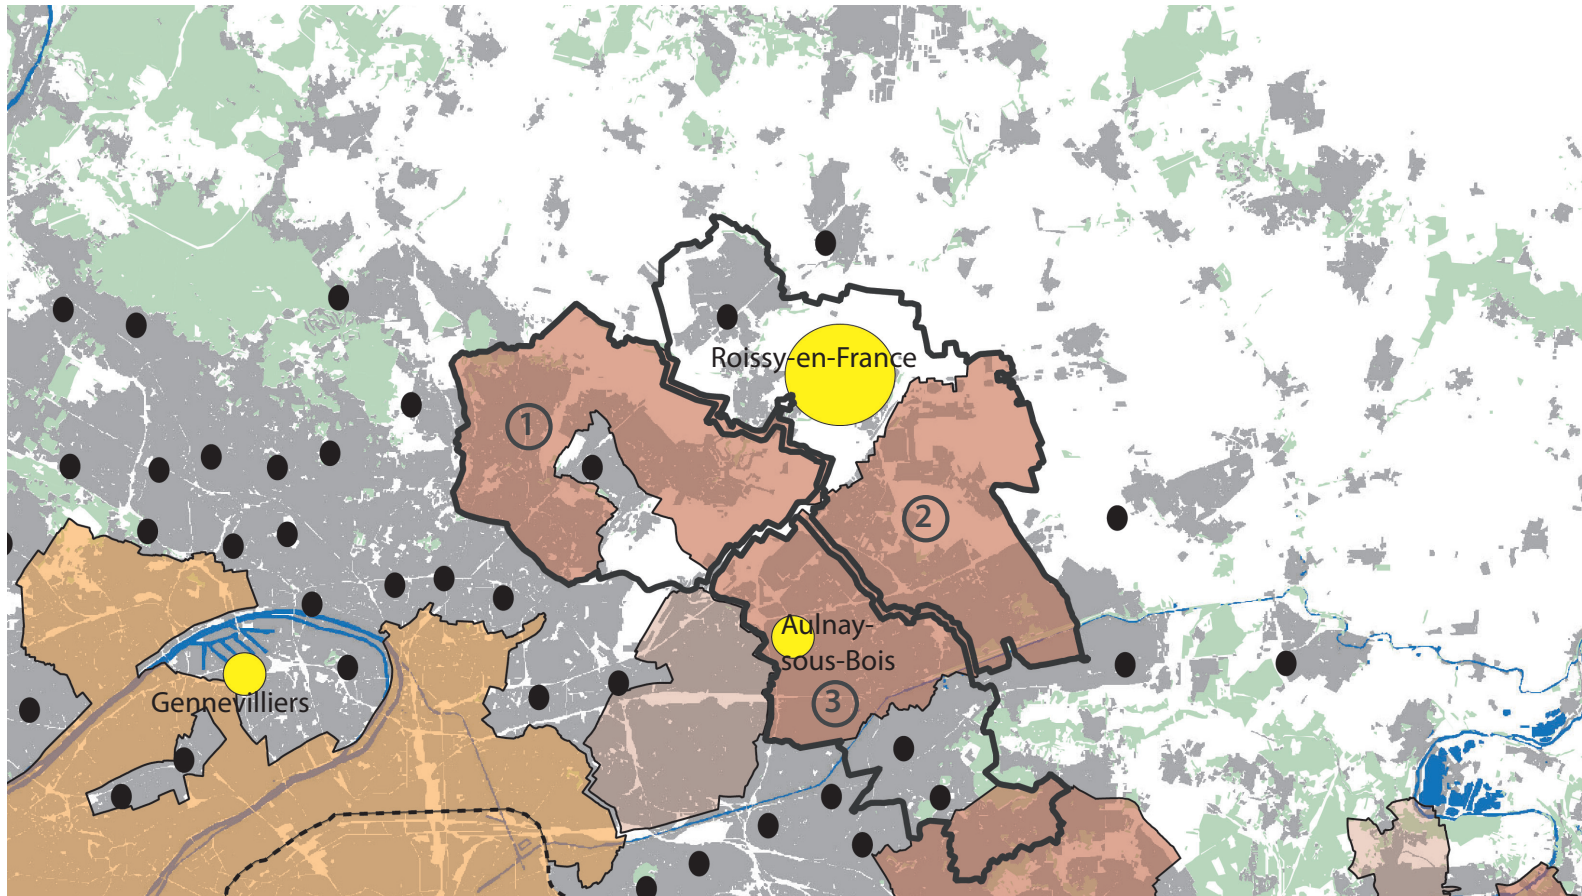 Roissy-en-France
1
2
Aulnay-
sous-Bois
Gennevilliers
3